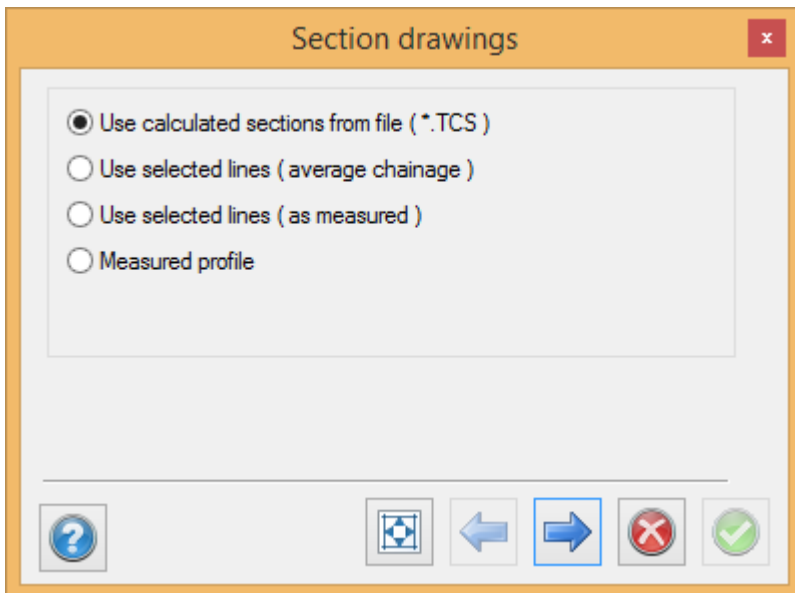 Section drawings
x
Use calculated sections from file ( *.TCS )
Use selected lines ( average chainage )
Use selected lines ( as measured )
Measured profile
?